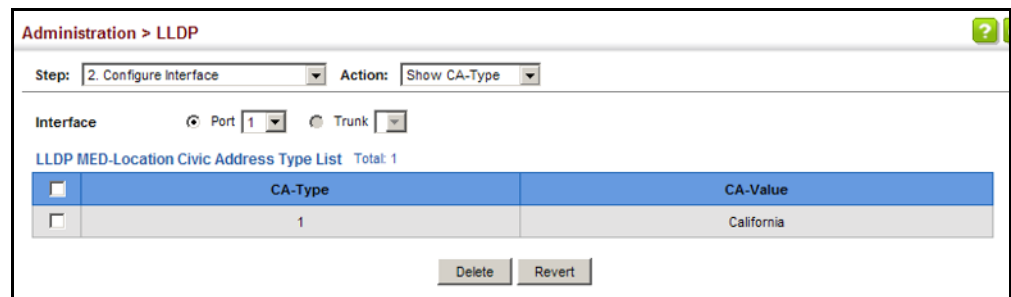 Administration > LLDP
?
Step: 2. Configure Interface Action: Show CA-Type
Interface Port 1 Trunk
LLDP MED-Location Civic Address Type List Total: 1
CA-Type CA-Value
1 California
Delete Revert